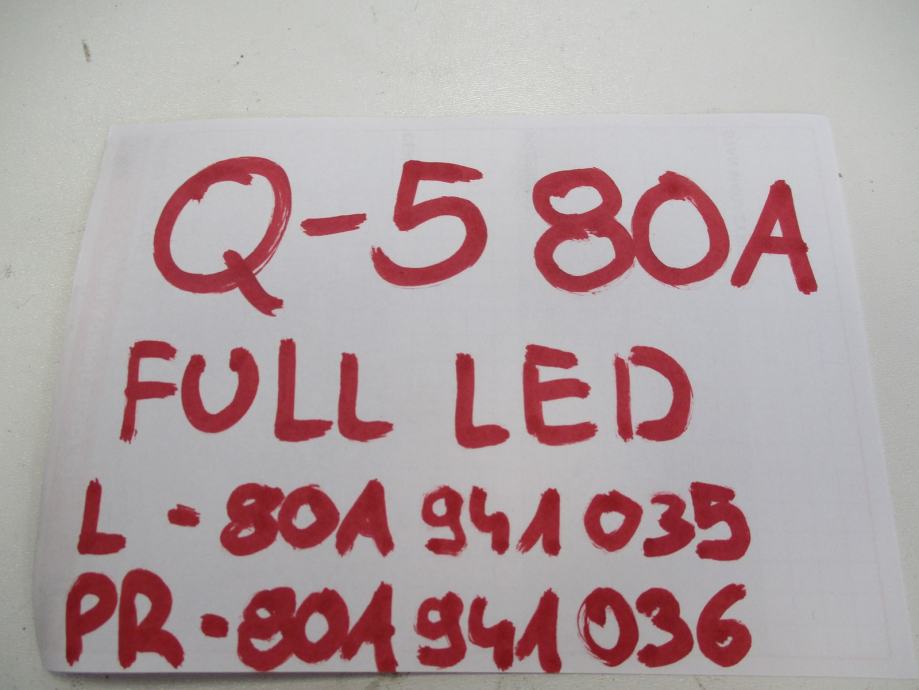 Q-5 80A
FULL LED
L - 80A 941 035
PR - 80A 941 036